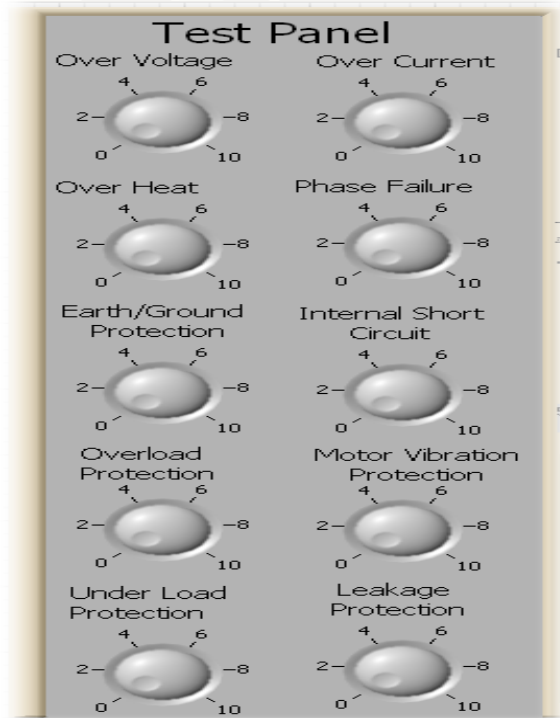 Test Panel
Over Voltage
4 6
2 8
0 10
Over Current
4 6
2 8
0 10
Over Heat
4 6
2 8
0 10
Phase Failure
4 6
2 8
0 10
Earth/Ground
Protection
4 6
2 8
0 10
Internal Short
Circuit
4 6
2 8
0 10
Overload
Protection
4 6
2 8
0 10
Motor Vibration
Protection
4 6
2 8
0 10
Under Load
Protection
4 6
2 8
0 10
Leakage
Protection
4 6
2 8
0 10